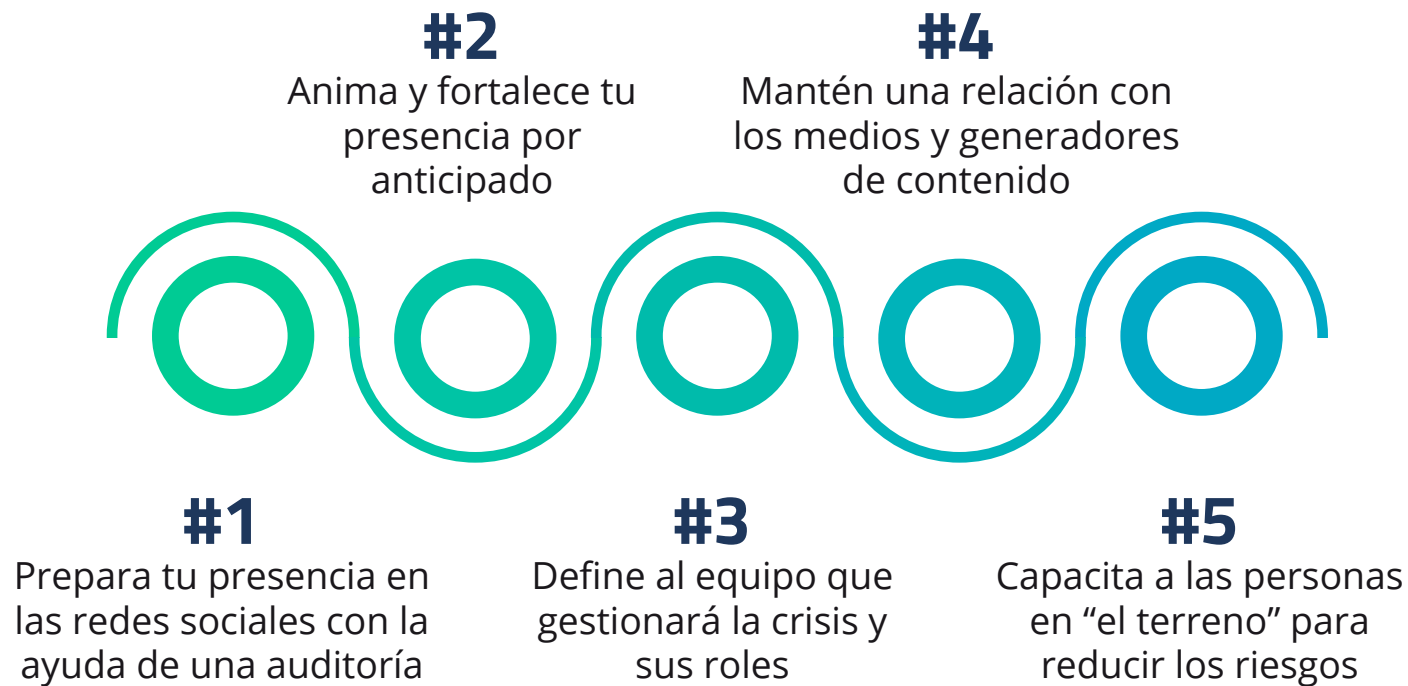 #1
Prepara tu presencia en
las redes sociales con la
ayuda de una auditoría
#2
Anima y fortalece tu
presencia por
anticipado
#3
Define al equipo que
gestionará la crisis y
sus roles
#4
Mantén una relación con
los medios y generadores
de contenido
#5
Capacita a las personas
en “el terreno” para
reducir los riesgos